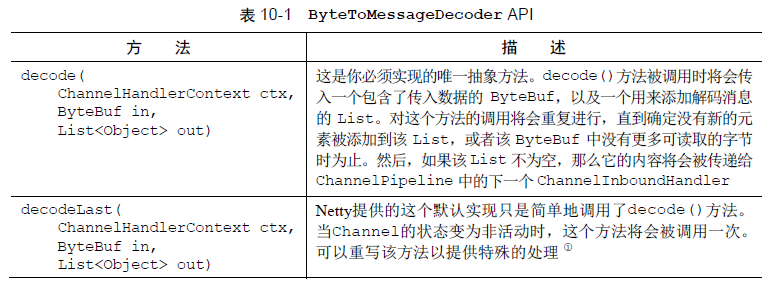 表 10-1 ByteToMessageDecoder API
方 法 描 述
decode(
ChannelHandlerContext ctx,
ByteBuf in,
List<Object> out)
这是你必须实现的唯一抽象方法。decode()方法被调用时将会传
入一个包含了传入数据的 ByteBuf，以及一个用来添加解码消息
的 List。对这个方法的调用将会重复进行，直到确定没有新的元
素被添加到该 List，或者该 ByteBuf 中没有更多可读取的字节
时为止。然后，如果该 List 不为空，那么它的内容将会被传递给
ChannelPipeline 中的下一个 ChannelInboundHandler
decodeLast(
ChannelHandlerContext ctx,
ByteBuf in,
List<Object> out)
Netty提供的这个默认实现只是简单地调用了decode()方法。
当Channel的状态变为非活动时，这个方法将会被调用一次。
可以重写该方法以提供特殊的处理①